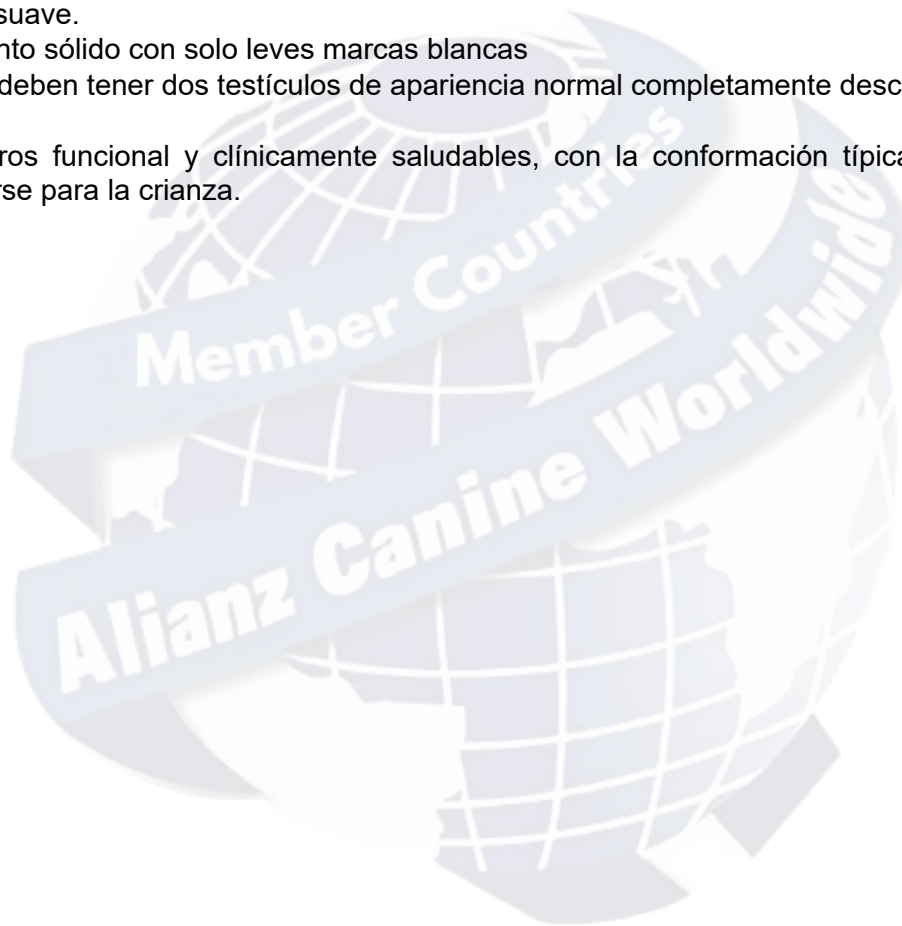 suave.
nto sólido con solo leves marcas blancas
deben tener dos testículos de apariencia normal completamente desc
ros funcional y clínicamente saludables, con la conformación típica
rse para la crianza.
Member Countries
Alianz Canine Worldwide